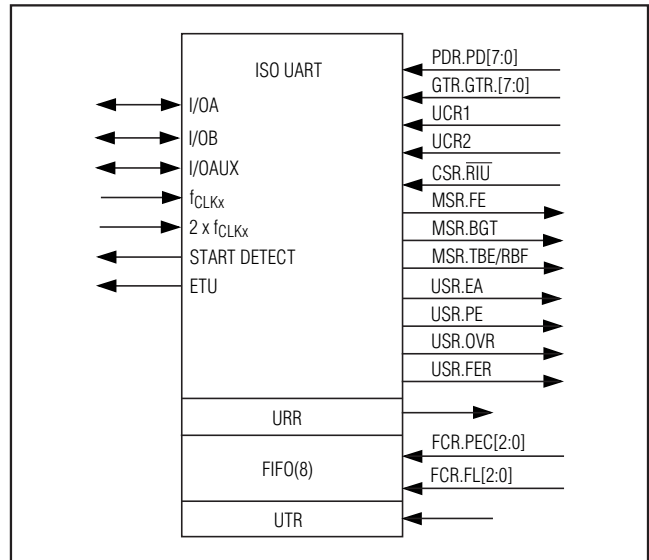 ISO UART
I/OA
I/OB
I/OAUX
fCLKx
2 x fCLKx
START DETECT
ETU
PDR.PD[7:0]
GTR.GTR.[7:0]
UCR1
UCR2
CSR.RIU
MSR.FE
MSR.BGT
MSR.TBE/RBF
USR.EA
USR.PE
USR.OVR
USR.FER
URR
FIFO(8)
FCR.PEC[2:0]
FCR.FL[2:0]
UTR